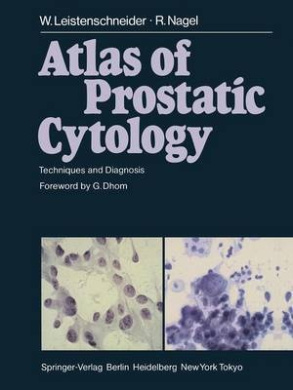 W. Leistenschneider · R. Nagel
Atlas of
Prostatic
Cytology
Techniques and Diagnosis
Foreword by G. Dhom
Springer-Verlag Berlin Heidelberg New York Tokyo